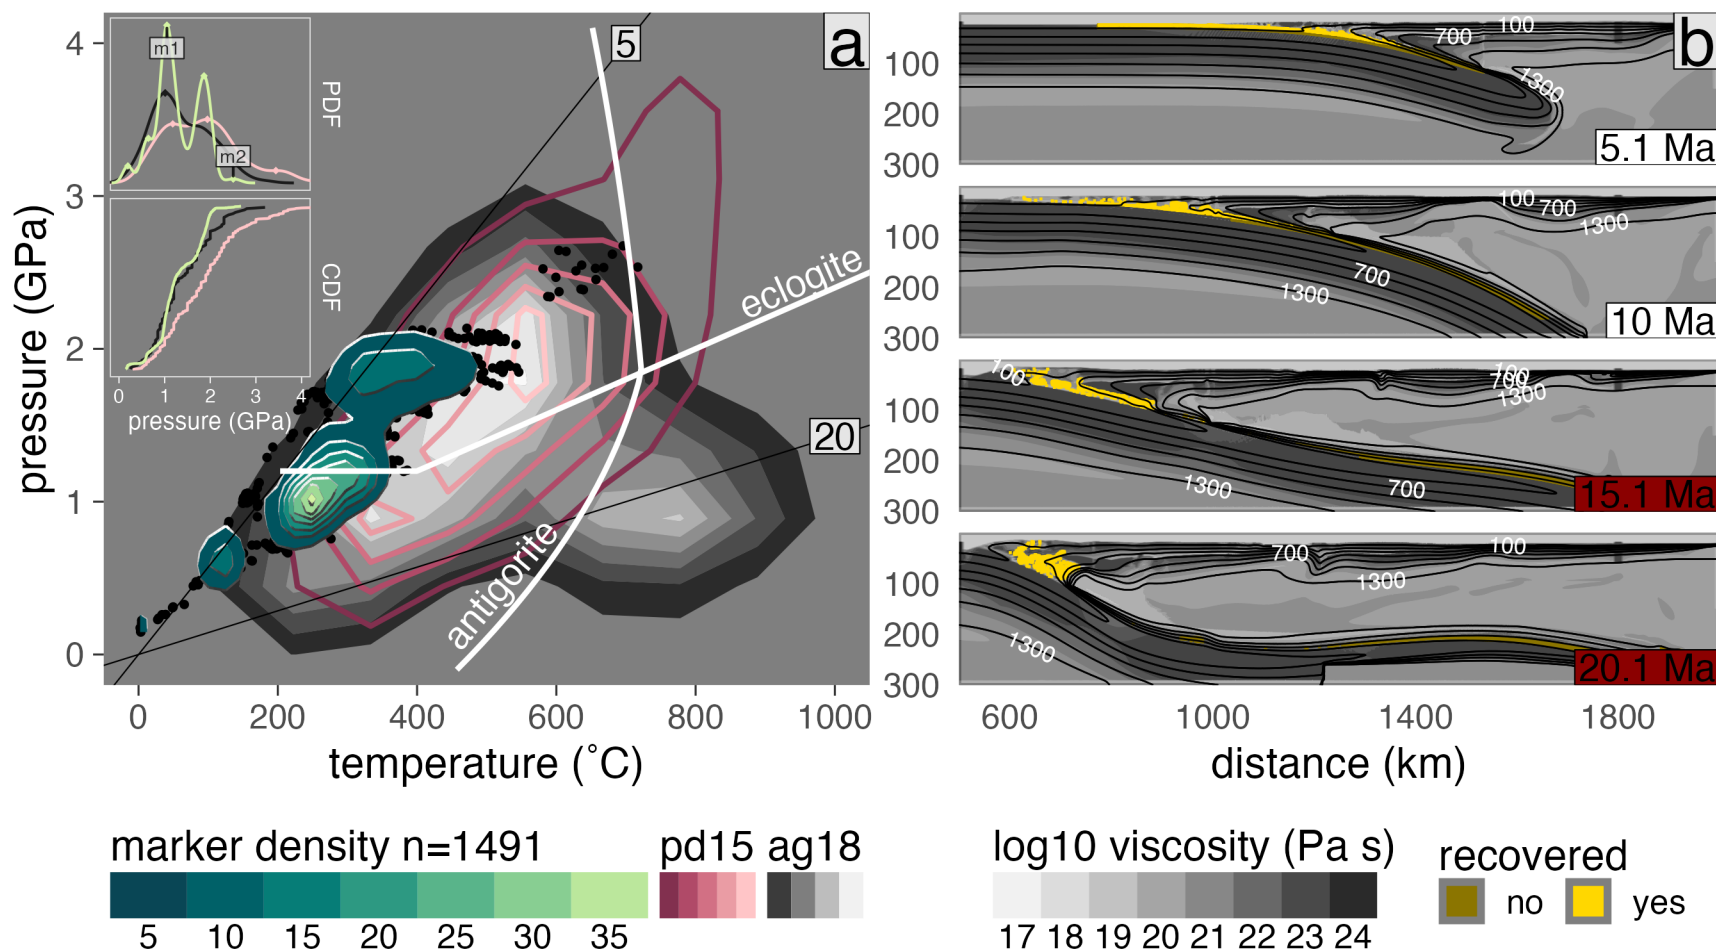 a
5
20
eclogite
antigorite
pressure (GPa)
4
3
2
1
0
0 200 400 600 800 1000
temperature (˚C)
m1
m2
PDF
CDF
0 1 2 3 4
pressure (GPa)
b
100
200
300
100
700
1300
5.1 Ma
100
200
300
100
700
1300
700
1300
10 Ma
100
200
300
100
100
700
1300
1300
700
15.1 Ma
100
200
300
700
100
1300
1300
20.1 Ma
600 1000 1400 1800
distance (km)
marker density n=1491
5 10 15 20 25 30 35
pd15 ag18
log10 viscosity (Pa s)
17 18 19 20 21 22 23 24
recovered
no yes